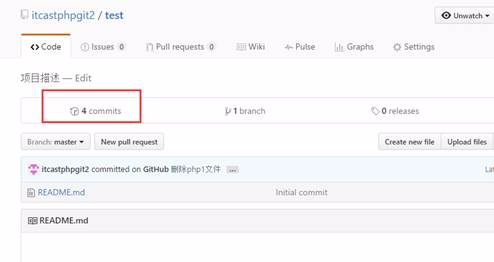 itcastphpgit2 / test
Unwatch
Code
Issues 0
Pull requests 0
Wiki
Pulse
Graphs
Settings
项目描述 — Edit
4 commits
1 branch
0 releases
Branch: master
New pull request
Create new file
Upload files
itcastphpgit2 committed on GitHub 删除php1文件 ...
Lat
README.md
Initial commit
README.md